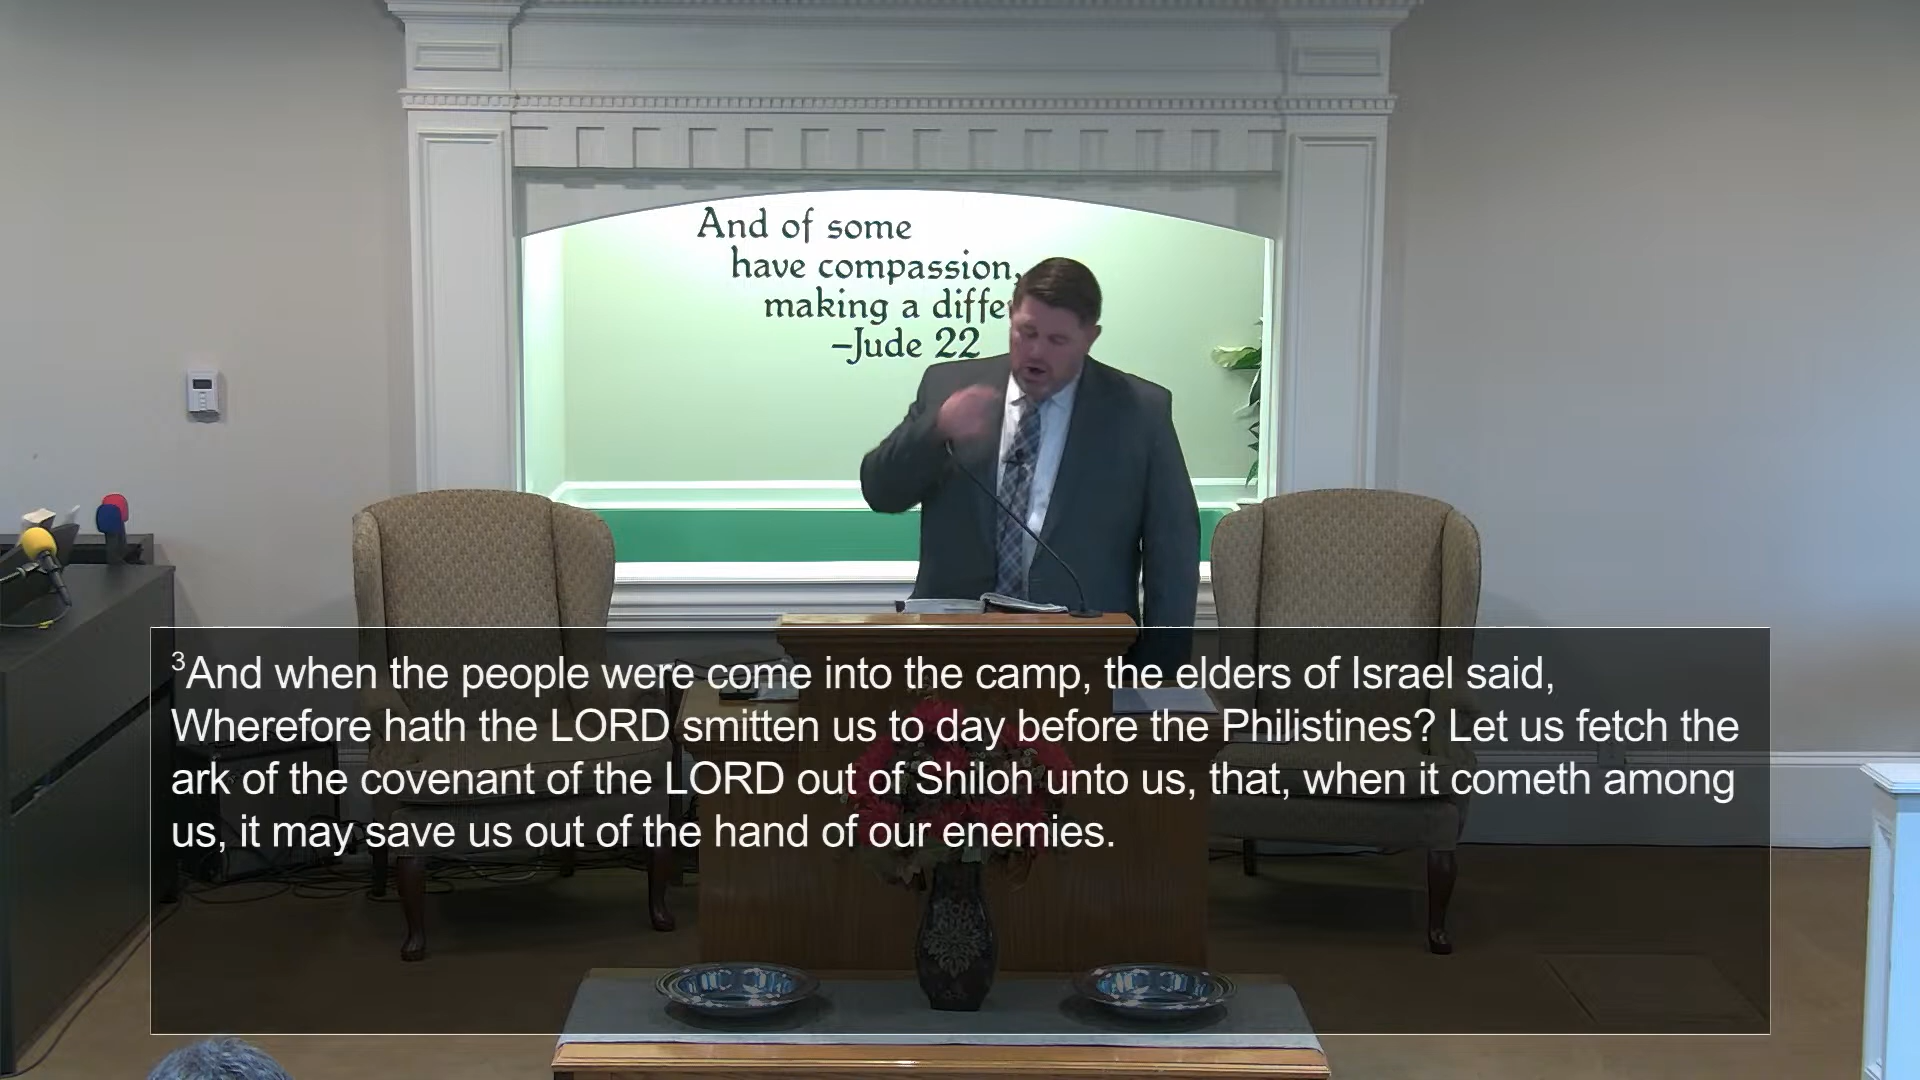 And of some
have compassion,
making a diffe
–Jude 22
3And when the people were come into the camp, the elders of Israel said,
Wherefore hath the LORD smitten us to day before the Philistines? Let us fetch the
ark of the covenant of the LORD out of Shiloh unto us, that, when it cometh among
us, it may save us out of the hand of our enemies.